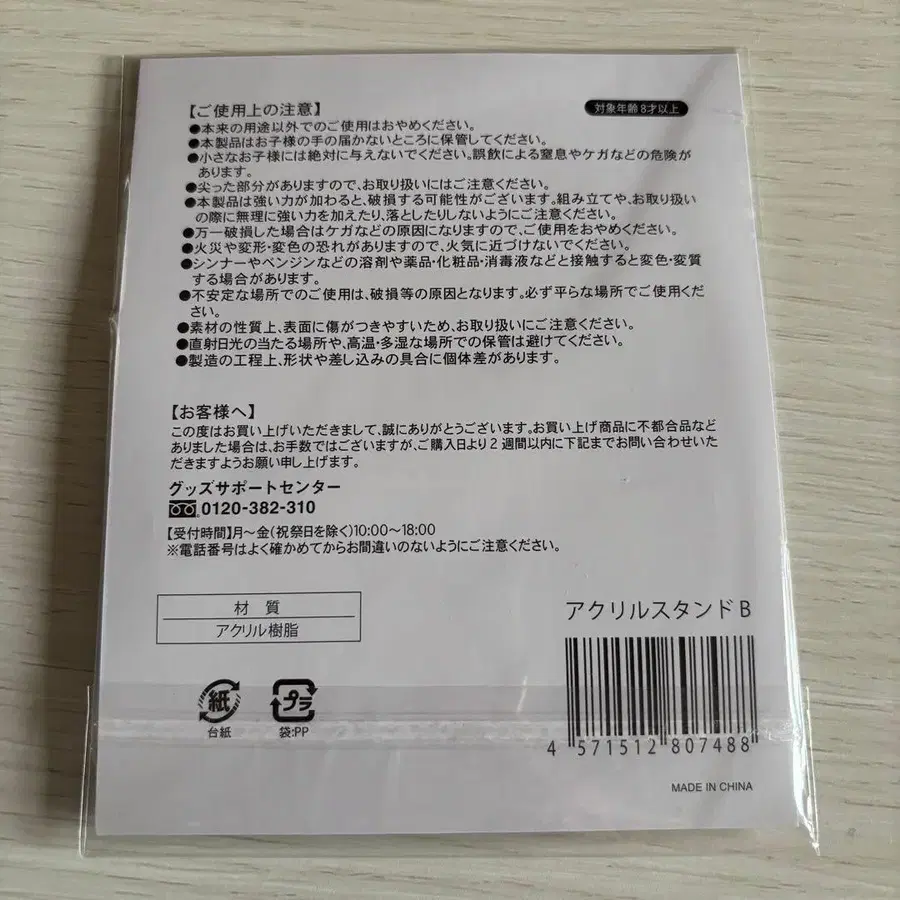 【ご使用上の注意】
対象年齢8才以上
●本来の用途以外でのご使用はおやめください。
●本製品はお子様の手の届かないところに保管してください。
●小さなお子様には絶対に与えないでください。誤飲による窒息やケガなどの危険が
あります。
●尖った部分がありますので、お取り扱いにはご注意ください。
●本製品は強い力が加わると、破損する可能性がございます。組み立てや、お取り扱い
の際に無理に強い力を加えたり、落としたりしないようにご注意ください。
●万一破損した場合はケガなどの原因になりますので、ご使用をおやめください。
●火災や変形・変色の恐れがありますので、火気に近づけないでください。
●シンナーやベンジンなどの溶剤や薬品・化粧品・消毒液などと接触すると変色・変質
する場合があります。
●不安定な場所でのご使用は、破損等の原因となります。必ず平らな場所でご使用くだ
さい。
●素材の性質上、表面に傷がつきやすいため、お取り扱いにご注意ください。
●直射日光の当たる場所や、高温・多湿な場所での保管は避けてください。
●製造の工程上、形状や差し込みの具合に個体差があります。
【お客様へ】
この度はお買い上げいただきまして、誠にありがとうございます。お買い上げ商品に不都合品など
ありました場合は、お手数ではございますが、ご購入日より2週間以内に下記までお問い合わせいた
だきますようお願い申し上げます。
グッズサポートセンター
0120-382-310
【受付時間】月〜金(祝祭日を除く)10:00〜18:00
※電話番号はよく確かめてからお間違いのないようにご注意ください。
材 質
アクリル樹脂
アクリルスタンド B
紙
台紙
プラ
袋:PP
4 571512 807488
MADE IN CHINA